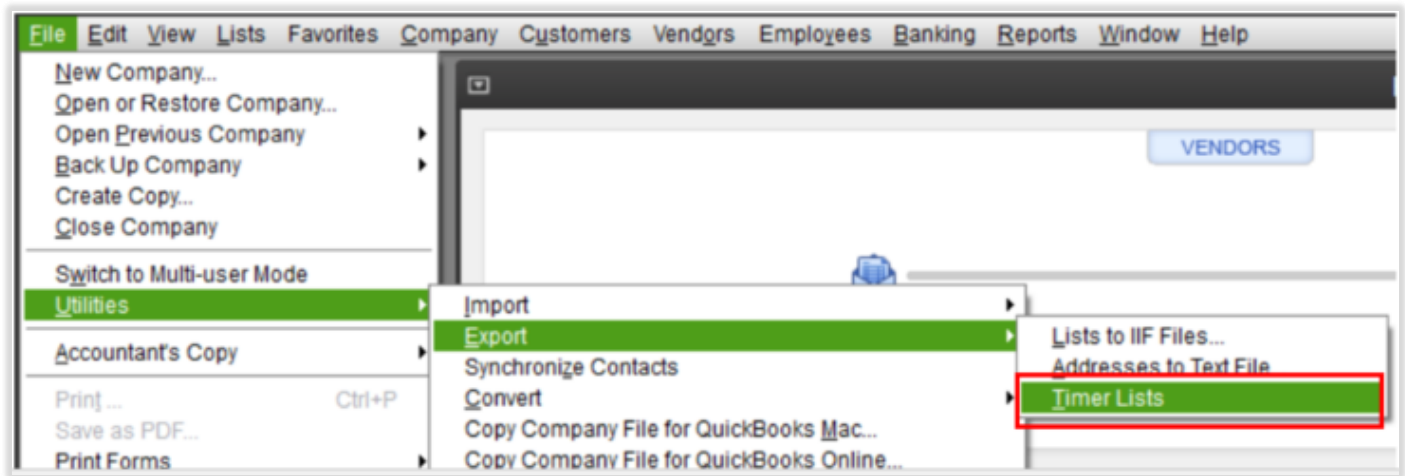 File Edit View Lists Favorites Company Customers Vendors Employees Banking Reports Window Help
New Company...
Open or Restore Company...
Open Previous Company
VENDORS
Back Up Company
Create Copy...
Close Company
Switch to Multi-user Mode
Utilities
Import
Export
Lists to IIF Files...
Accountant's Copy
Synchronize Contacts
Addresses to Text File
Print ... Ctrl+P
Convert
Timer Lists
Save as PDF...
Copy Company File for QuickBooks Mac...
Print Forms
Copy Company File for QuickBooks Online...